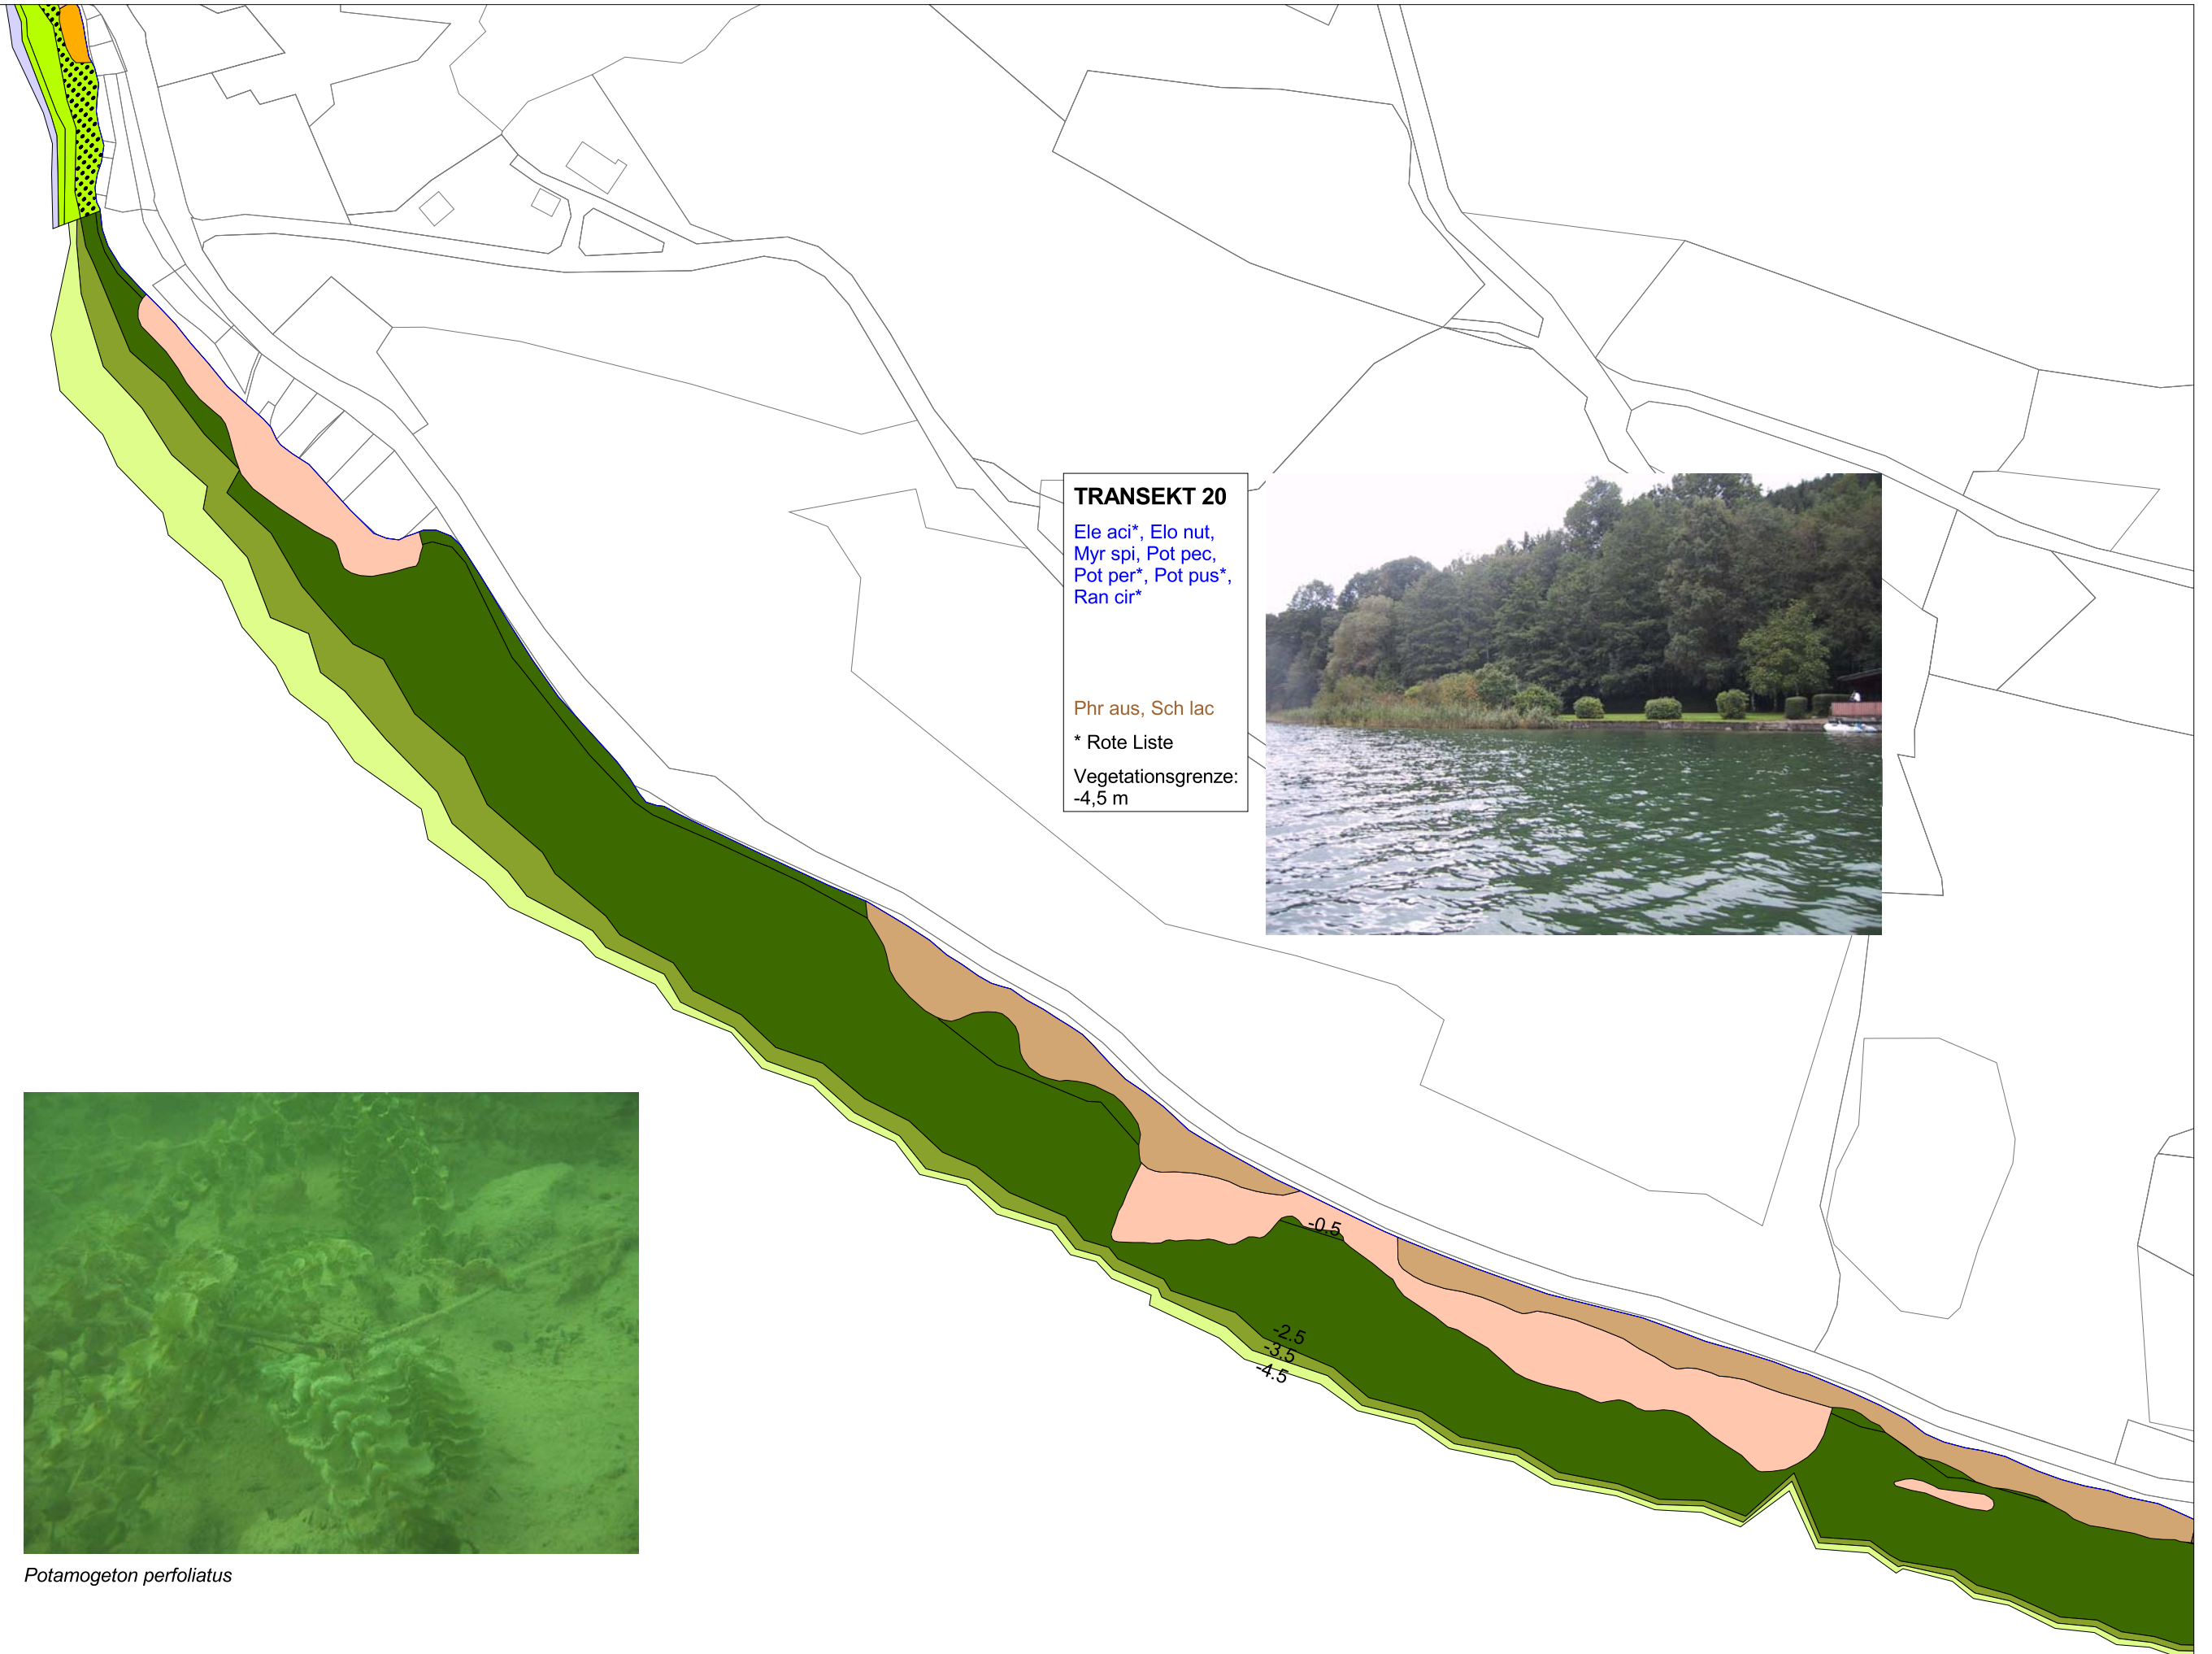 TRANSEKT 20
Ele aci*, Elo nut,
Myr spi, Pot pec,
Pot per*, Pot pus*,
Ran cir*
Phr aus, Sch lac
* Rote Liste
Vegetationsgrenze:
-4,5 m
-0.5
-2.5
-3.5
-4.5
Potamogeton perfoliatus